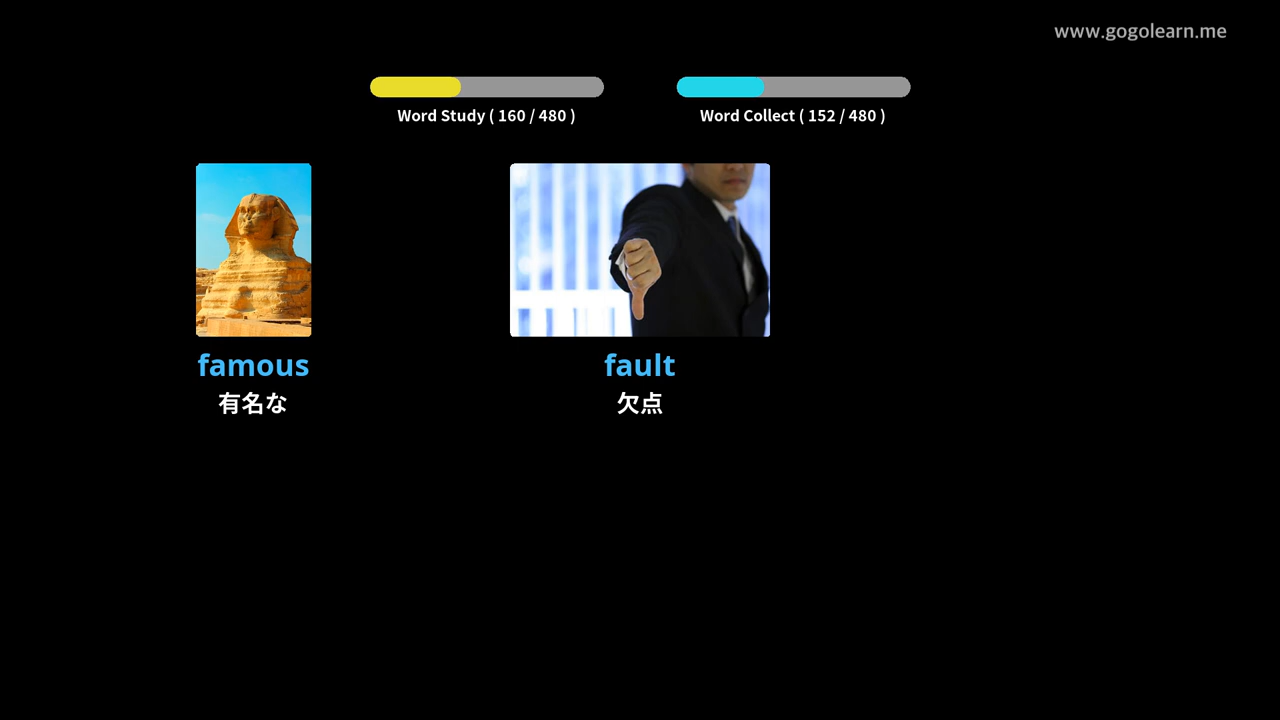 www.gogolearn.me
Word Study ( 160 / 480 )
Word Collect ( 152 / 480 )
famous
有名な
fault
欠点